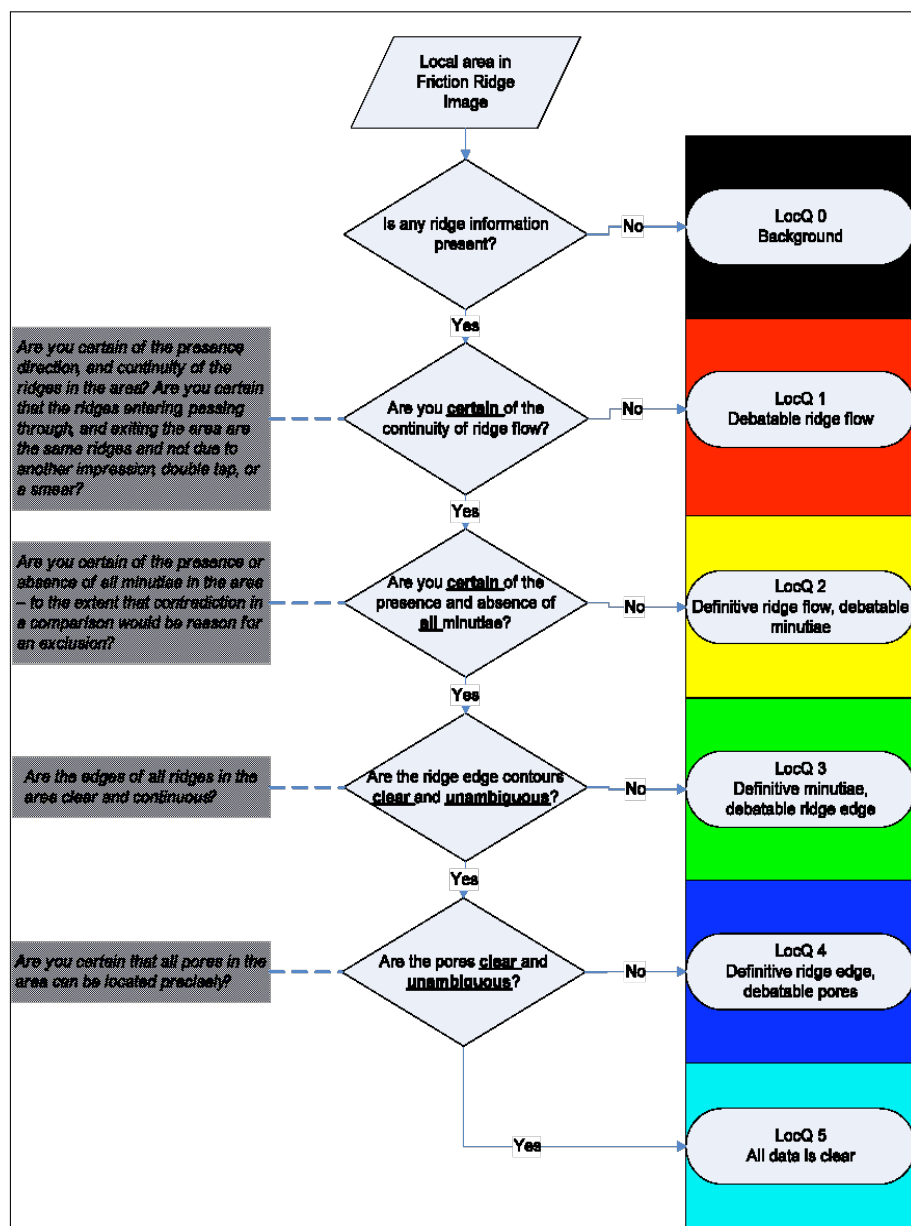 Local area in
Friction Ridge
Image
Is any ridge information
present?
No
LocQ 0
Background
Yes
Are you certain of the presence
direction, and continuity of the
ridges in the area? Are you certain
that the ridges entering passing
through, and exiting the area are
the same ridges and not due to
another impression, double tap, or
a smear?
Are you certain of the
continuity of ridge flow?
No
LocQ 1
Debatable ridge flow
Yes
Are you certain of the presence or
absence of all minutiae in the area
– to the extent that contradiction in
a comparison would be reason for
an exclusion?
Are you certain of the
presence and absence of
all minutiae?
No
LocQ 2
Definitive ridge flow, debatable
minutiae
Yes
Are the edges of all ridges in the
area clear and continuous?
Are the ridge edge contours
clear and unambiguous?
No
LocQ 3
Definitive minutiae,
debatable ridge edge
Yes
Are you certain that all pores in the
area can be located precisely?
Are the pores clear and
unambiguous?
No
LocQ 4
Definitive ridge edge,
debatable pores
Yes
LocQ 5
All data is clear